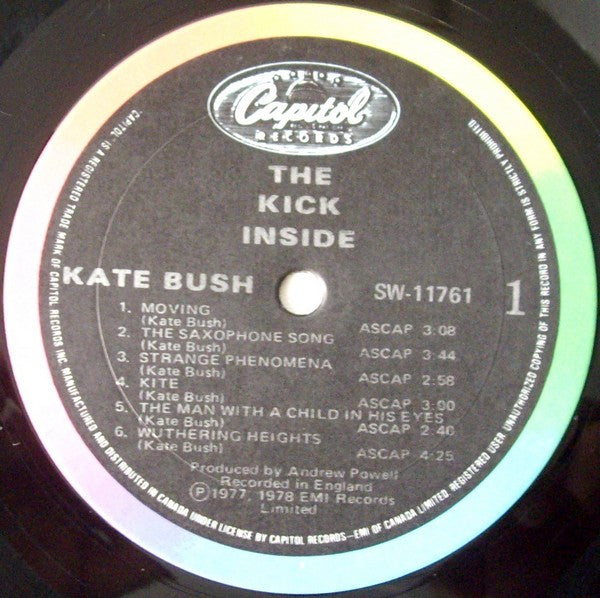 Capitol
RECORDS
THE
KICK
INSIDE
KATE BUSH
SW-11761
1
1. MOVING
(Kate Bush) ASCAP 3:08
2. THE SAXOPHONE SONG
(Kate Bush) ASCAP 3:44
3. STRANGE PHENOMENA
(Kate Bush) ASCAP 2:58
4. KITE
(Kate Bush) ASCAP 3:00
5. THE MAN WITH A CHILD IN HIS EYES
(Kate Bush) ASCAP 2:40
6. WUTHERING HEIGHTS
(Kate Bush) ASCAP 4:25
Produced by Andrew Powell
Recorded in England
Ⓟ1977, 1978 EMI Records
Limited
"CAPITOL" IS A REGISTERED TRADE MARK OF CAPITOL RECORDS INC. MANUFACTURED AND DISTRIBUTED IN CANADA UNDER LICENSE BY CAPITOL RECORDS—EMI OF CANADA LIMITED, REGISTERED USER. UNAUTHORIZED COPYING OF THIS RECORD IN ANY FORM IS STRICTLY PROHIBITED